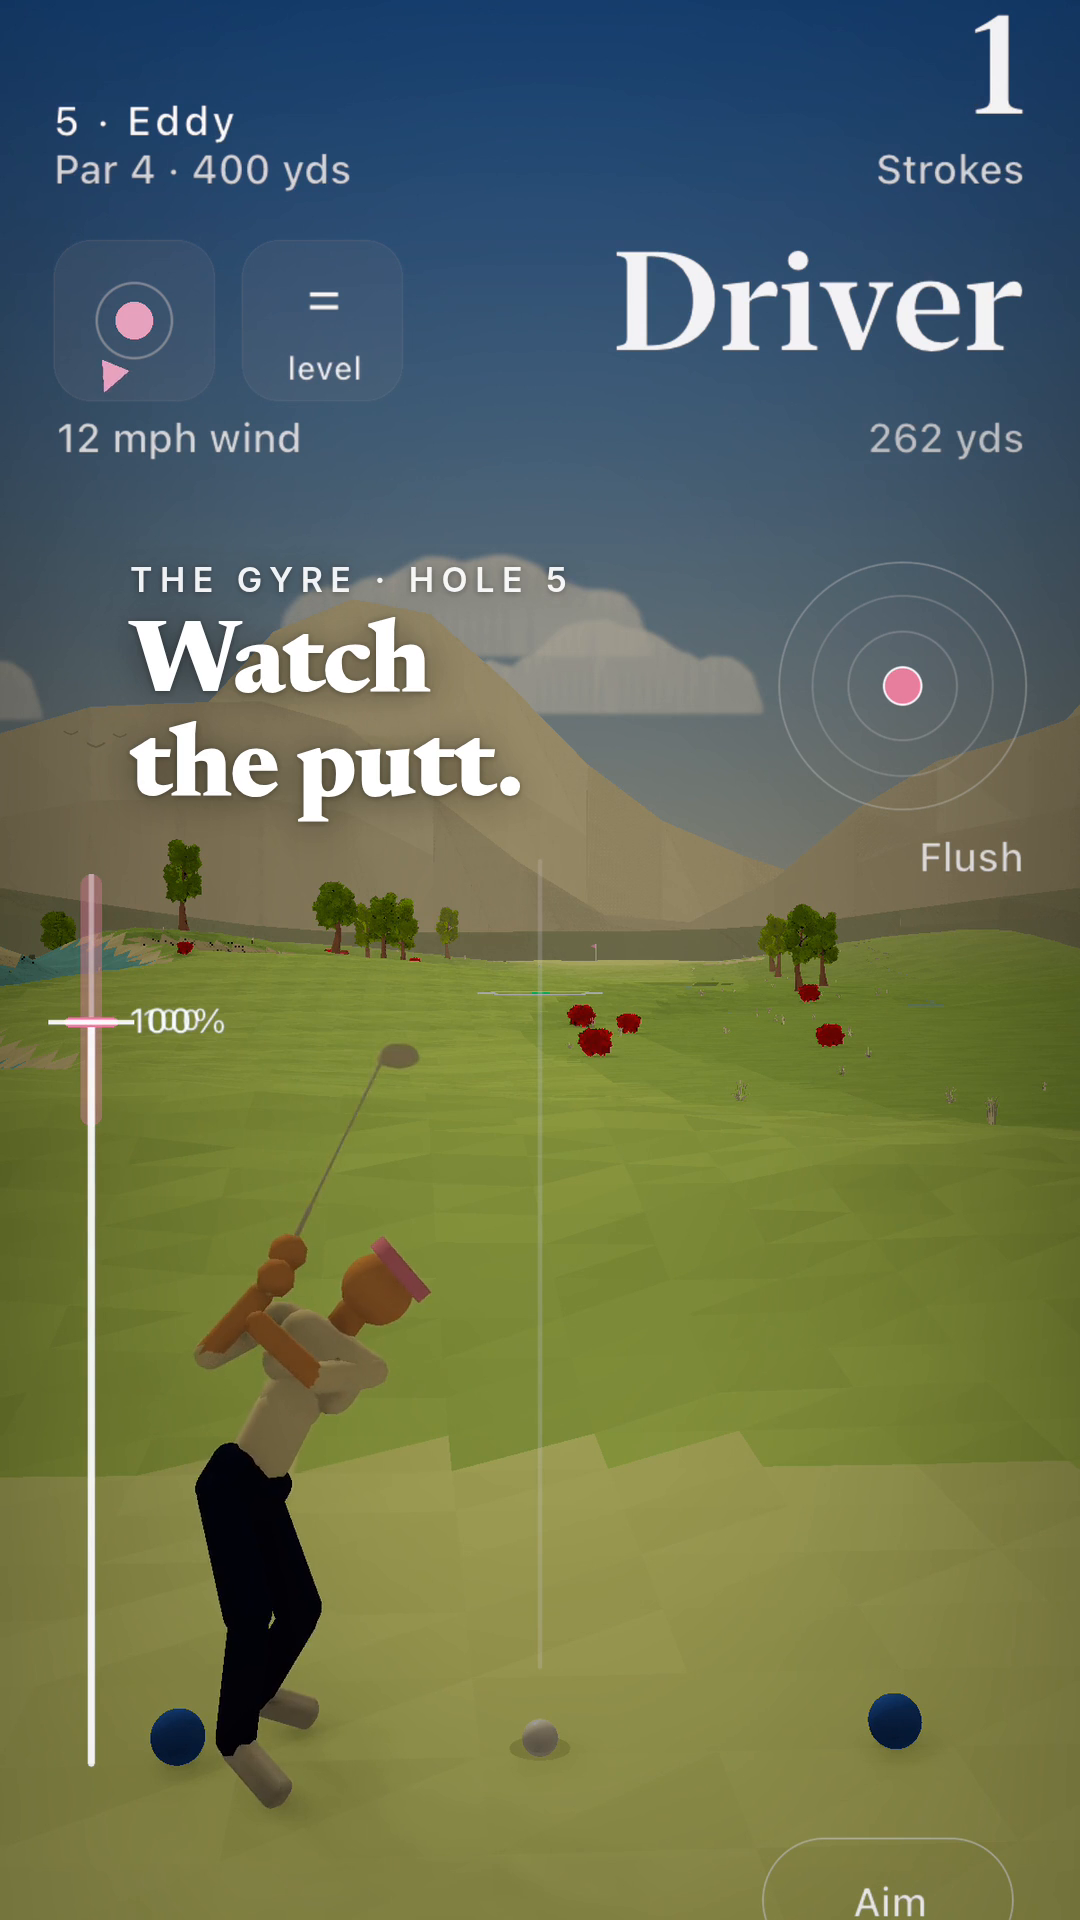 1
5 · Eddy
Par 4 · 400 yds
Strokes
Driver
=
level
12 mph wind
262 yds
THE GYRE · HOLE 5
Watch
the putt.
Flush
Aim